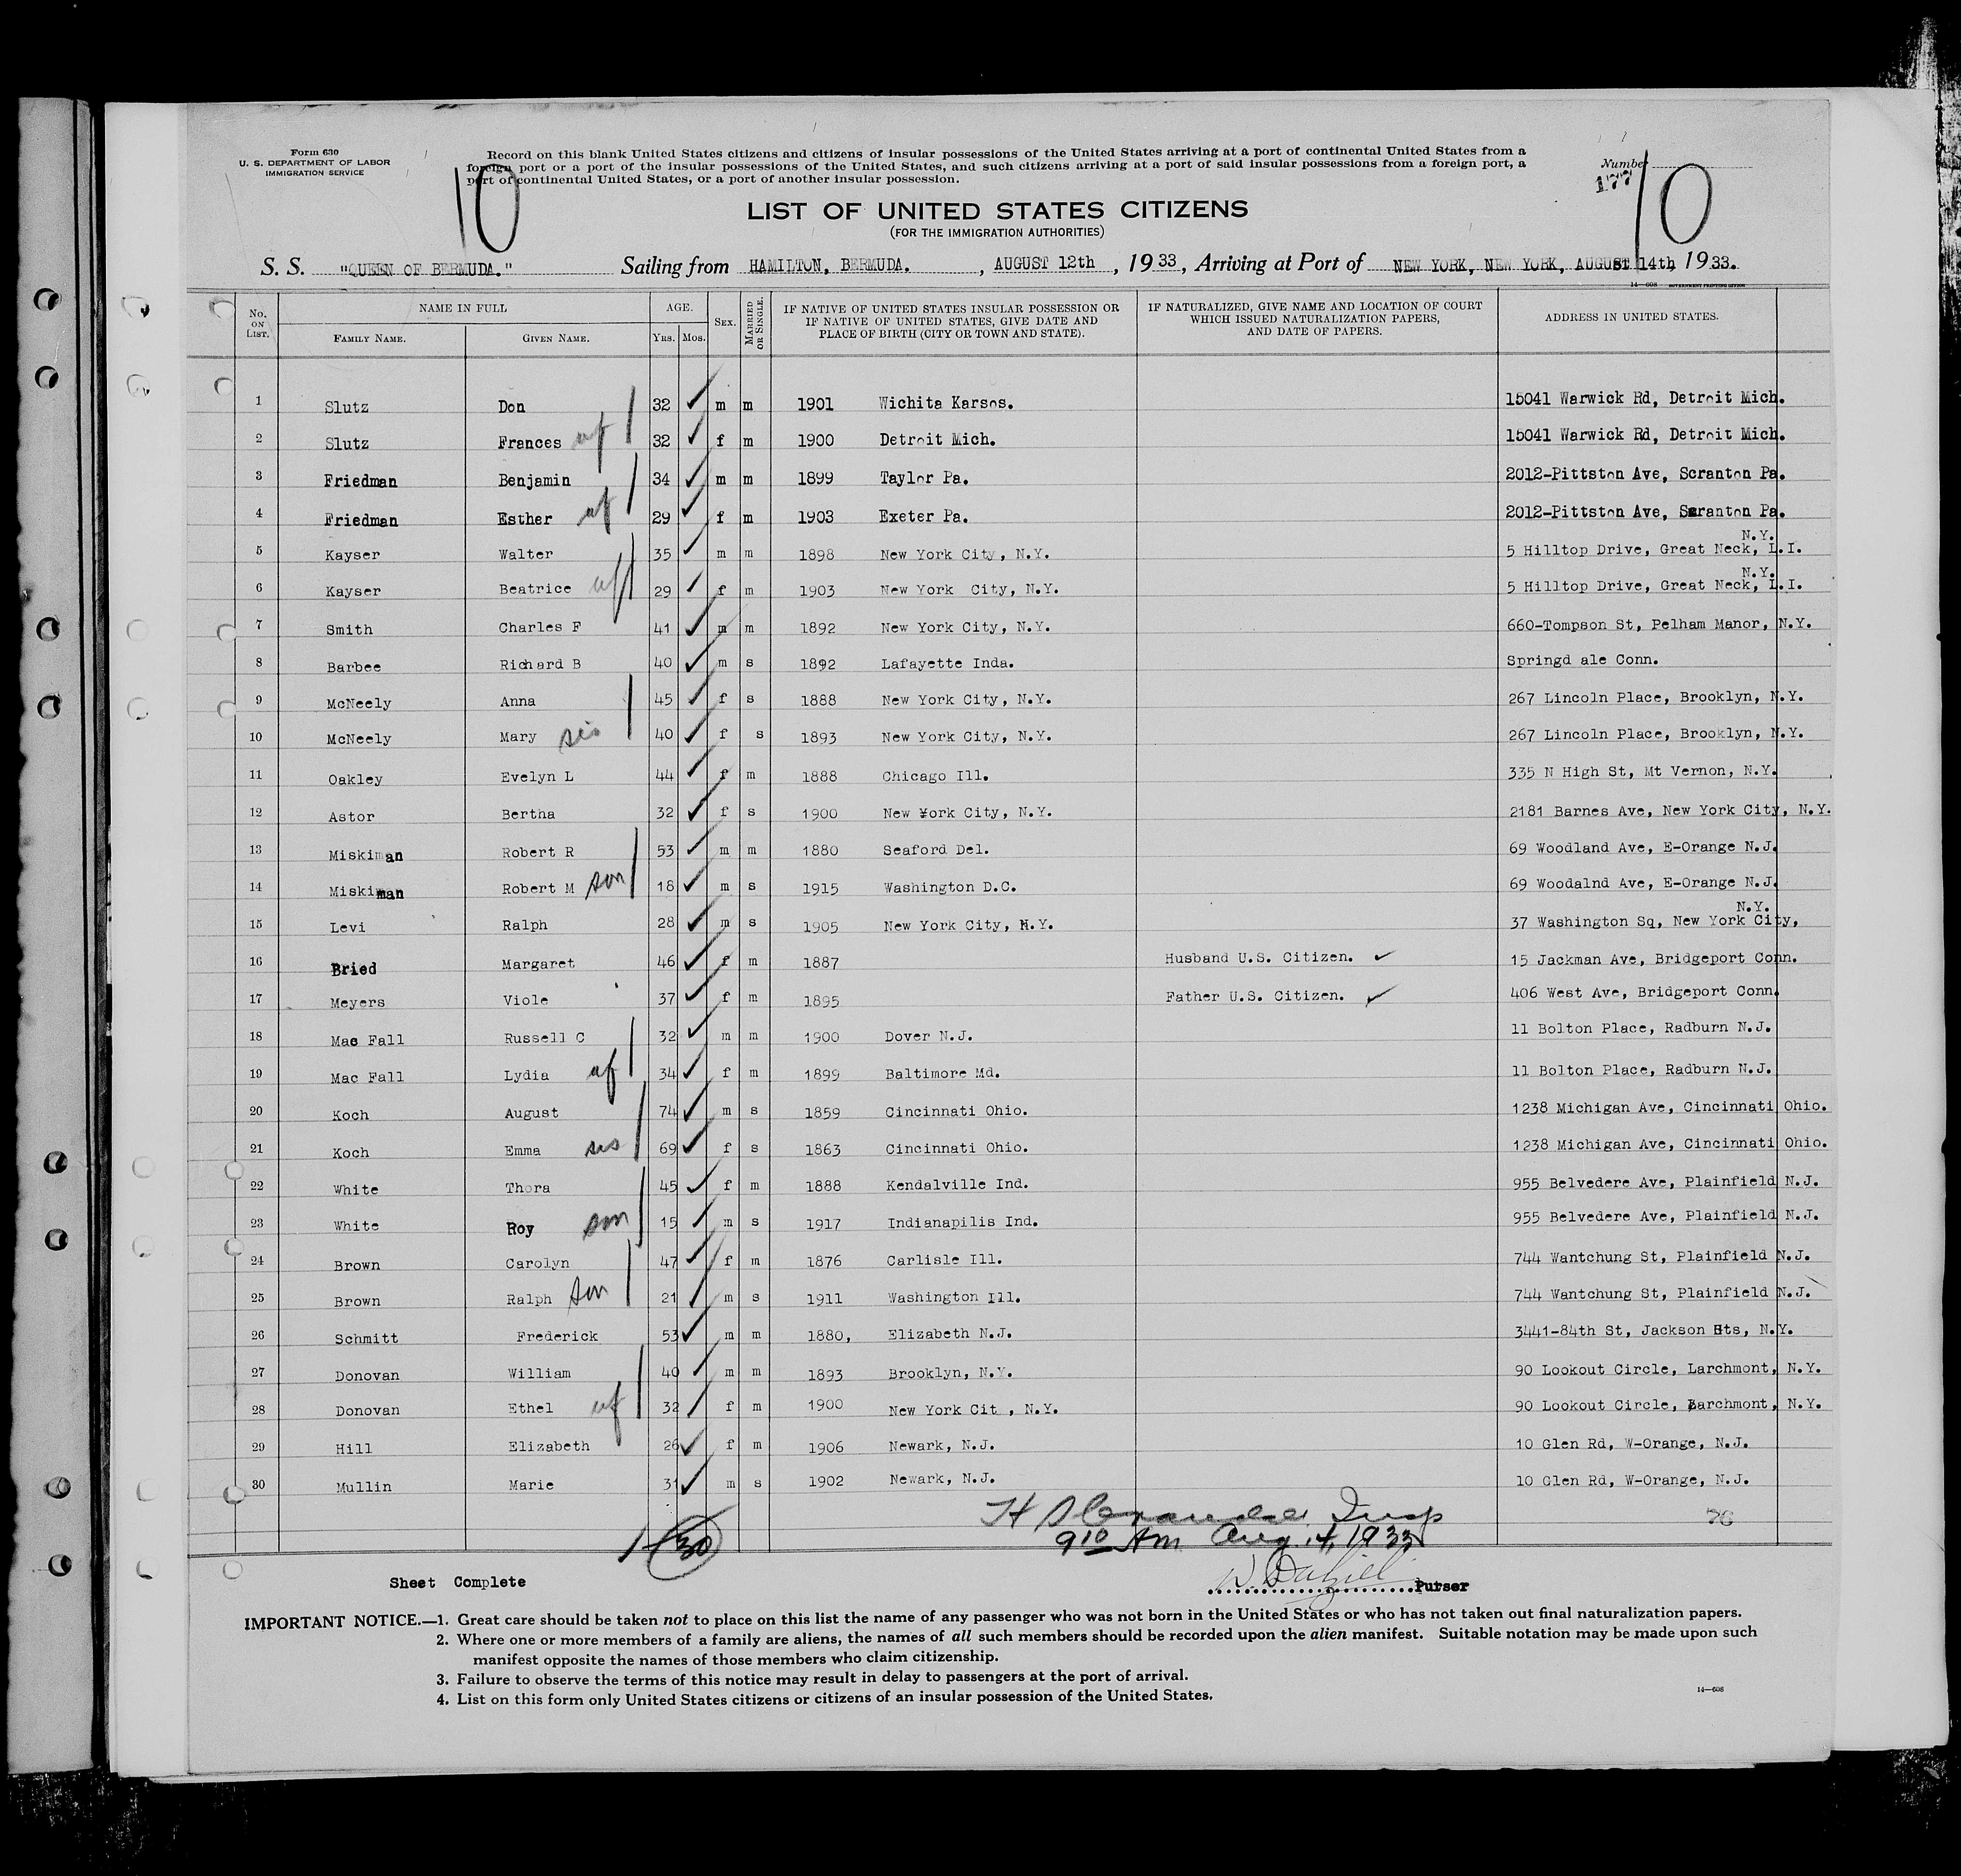 Form 630
U. S. DEPARTMENT OF LABOR
IMMIGRATION SERVICE
Record on this blank United States citizens and citizens of insular possessions of the United States arriving at a port of continental United States from a
foreign port or a port of the insular possessions of the United States, and such citizens arriving at a port of said insular possessions from a foreign port, a
port of continental United States, or a port of another insular possession.
Number
177
10
10
LIST OF UNITED STATES CITIZENS
(FOR THE IMMIGRATION AUTHORITIES)
S. S. "QUEEN OF BERMUDA." Sailing from HAMILTON, BERMUDA. , AUGUST 12th , 1933, Arriving at Port of NEW YORK, NEW YORK, AUGUST 14th, 1933.
14—608 GOVERNMENT PRINTING OFFICE
No. ON LIST. NAME IN FULL FAMILY NAME. GIVEN NAME. AGE. YRS. MOS. SEX. MARRIED OR SINGLE. IF NATIVE OF UNITED STATES INSULAR POSSESSION OR IF NATIVE OF UNITED STATES, GIVE DATE AND PLACE OF BIRTH (CITY OR TOWN AND STATE). IF NATURALIZED, GIVE NAME AND LOCATION OF COURT WHICH ISSUED NATURALIZATION PAPERS, AND DATE OF PAPERS. ADDRESS IN UNITED STATES.
1 Slutz Don 32 m m 1901 Wichita Karsos. 15041 Warwick Rd, Detroit Mich.
2 Slutz Frances wf 32 f m 1900 Detroit Mich. 15041 Warwick Rd, Detroit Mich.
3 Friedman Benjamin 34 m m 1899 Taylor Pa. 2012-Pittston Ave, Scranton Pa.
4 Friedman Esther wf 29 f m 1903 Exeter Pa. 2012-Pittston Ave, Scranton Pa.
5 Kayser Walter 35 m m 1898 New York City, N.Y. 5 Hilltop Drive, Great Neck, L.I. N.Y.
6 Kayser Beatrice wf 29 f m 1903 New York City, N.Y. 5 Hilltop Drive, Great Neck, L.I. N.Y.
7 Smith Charles F 41 m m 1892 New York City, N.Y. 660-Tompson St, Pelham Manor, N.Y.
8 Barbee Richard B 40 m s 1892 Lafayette Inda. Springd ale Conn.
9 McNeely Anna 45 f s 1888 New York City, N.Y. 267 Lincoln Place, Brooklyn, N.Y.
10 McNeely Mary sis 40 f s 1893 New York City, N.Y. 267 Lincoln Place, Brooklyn, N.Y.
11 Oakley Evelyn L 44 f m 1888 Chicago Ill. 335 N High St, Mt Vernon, N.Y.
12 Astor Bertha 32 f s 1900 New York City, N.Y. 2181 Barnes Ave, New York City, N.Y.
13 Miskiman Robert R 53 m m 1880 Seaford Del. 69 Woodland Ave, E-Orange N.J.
14 Miskiman Robert M son 18 m s 1915 Washington D.C. 69 Woodalnd Ave, E-Orange N.J.
15 Levi Ralph 28 m s 1905 New York City, N.Y. 37 Washington Sq, New York City, N.Y.
16 Bried Margaret 46 f m 1887 Husband U.S. Citizen. 15 Jackman Ave, Bridgeport Conn.
17 Meyers Viole 37 f m 1895 Father U.S. Citizen. 406 West Ave, Bridgeport Conn.
18 Mac Fall Russell C 32 m m 1900 Dover N.J. 11 Bolton Place, Radburn N.J.
19 Mac Fall Lydia wf 34 f m 1899 Baltimore Md. 11 Bolton Place, Radburn N.J.
20 Koch August 74 m s 1859 Cincinnati Ohio. 1238 Michigan Ave, Cincinnati Ohio.
21 Koch Emma sis 69 f s 1863 Cincinnati Ohio. 1238 Michigan Ave, Cincinnati Ohio.
22 White Thora 45 f m 1888 Kendalville Ind. 955 Belvedere Ave, Plainfield N.J.
23 White Roy son 15 m s 1917 Indianapilis Ind. 955 Belvedere Ave, Plainfield N.J.
24 Brown Carolyn 47 f m 1876 Carlisle Ill. 744 Wantchung St, Plainfield N.J.
25 Brown Ralph son 21 m s 1911 Washington Ill. 744 Wantchung St, Plainfield N.J.
26 Schmitt Frederick 53 m m 1880, Elizabeth N.J. 3441-84th St, Jackson Hts, N.Y.
27 Donovan William 40 m m 1893 Brooklyn, N.Y. 90 Lookout Circle, Larchmont, N.Y.
28 Donovan Ethel wf 32 f m 1900 New York Cit , N.Y. 90 Lookout Circle, Larchmont, N.Y.
29 Hill Elizabeth 26 f m 1906 Newark, N.J. 10 Glen Rd, W-Orange, N.J.
30 Mullin Marie 31 m s 1902 Newark, N.J. 10 Glen Rd, W-Orange, N.J.
H Insp
76
1-30
9 10 Am Aug. 14, 1933
Sheet Complete
Purser
IMPORTANT NOTICE.—1. Great care should be taken not to place on this list the name of any passenger who was not born in the United States or who has not taken out final naturalization papers.
2. Where one or more members of a family are aliens, the names of all such members should be recorded upon the alien manifest. Suitable notation may be made upon such
manifest opposite the names of those members who claim citizenship.
3. Failure to observe the terms of this notice may result in delay to passengers at the port of arrival.
4. List on this form only United States citizens or citizens of an insular possession of the United States.
14—608